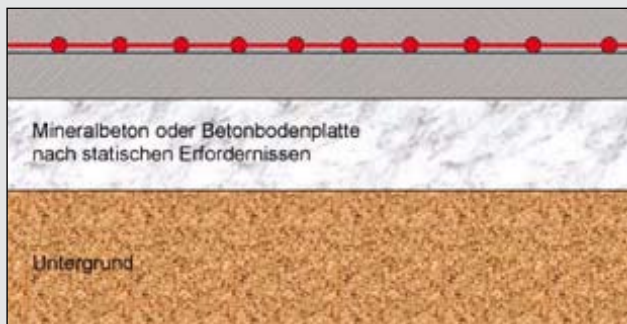 Mineralbeton oder Betonbodenplatte
nach statischen Erfordernissen
Untergrund